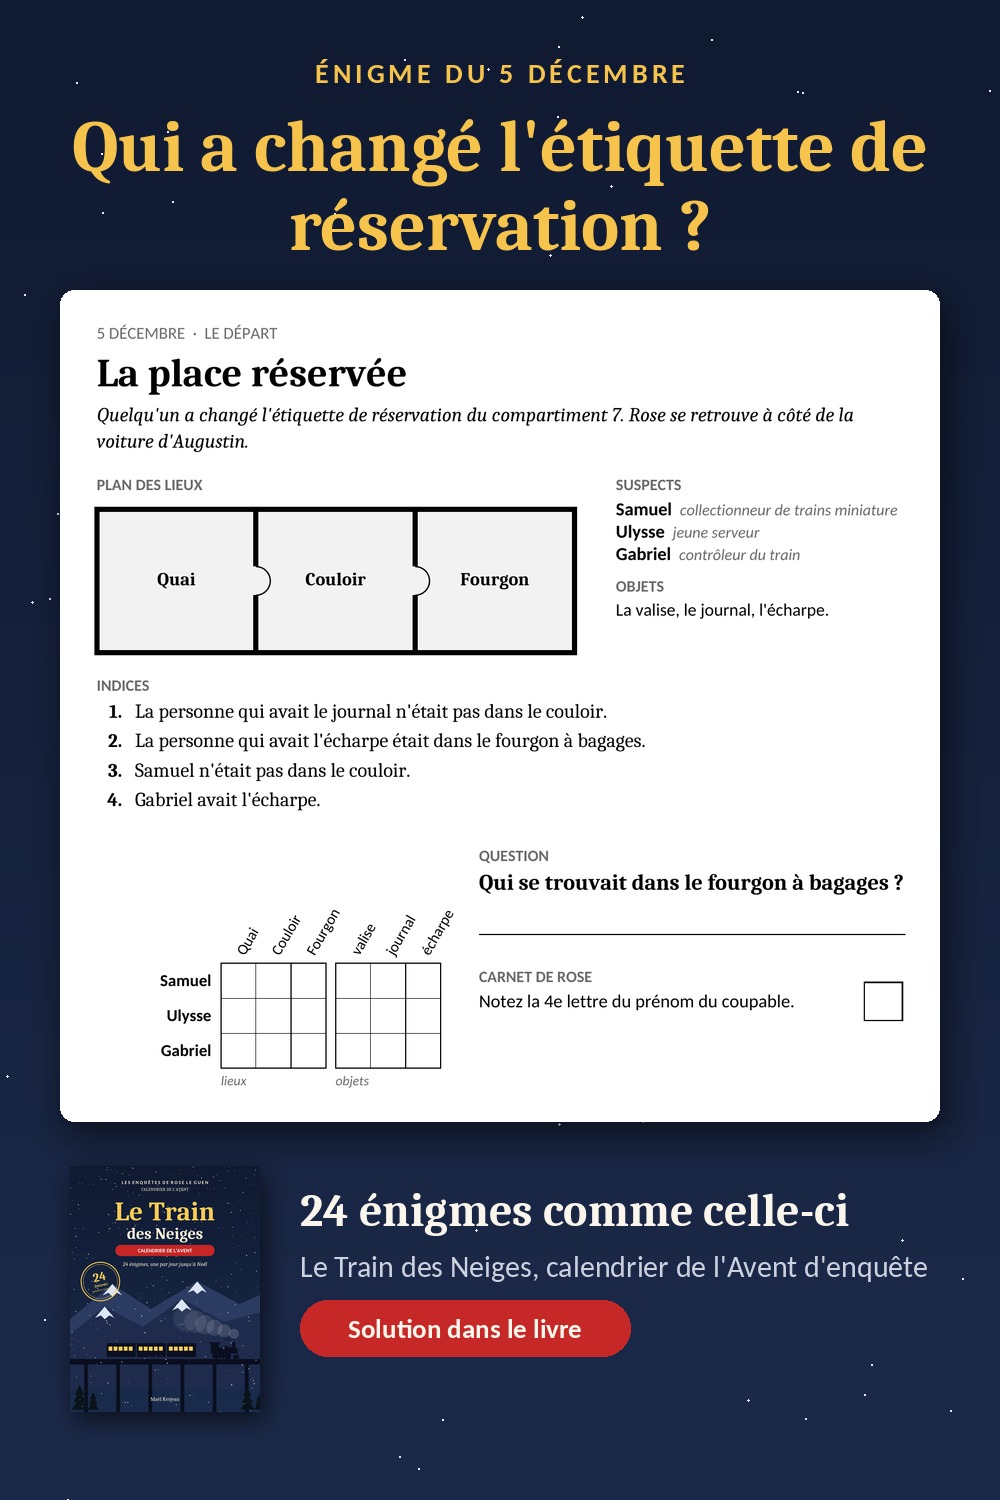 ÉNIGME DU 5 DÉCEMBRE
Qui a changé l'étiquette de
réservation ?
5 DÉCEMBRE · LE DÉPART
La place réservée
Quelqu'un a changé l'étiquette de réservation du compartiment 7. Rose se retrouve à côté de la
voiture d'Augustin.
PLAN DES LIEUX
Quai
Couloir
Fourgon
SUSPECTS
Samuel collectionneur de trains miniature
Ulysse jeune serveur
Gabriel contrôleur du train
OBJETS
La valise, le journal, l'écharpe.
INDICES
1. La personne qui avait le journal n'était pas dans le couloir.
2. La personne qui avait l'écharpe était dans le fourgon à bagages.
3. Samuel n'était pas dans le couloir.
4. Gabriel avait l'écharpe.
Quai Couloir Fourgon valise journal écharpe
Samuel
Ulysse
Gabriel
lieux objets
QUESTION
Qui se trouvait dans le fourgon à bagages ?
CARNET DE ROSE
Notez la 4e lettre du prénom du coupable.
LES ENQUÊTES DE ROSE LE GUEN
CALENDRIER DE L'AVENT
Le Train
des Neiges
CALENDRIER DE L'AVENT
24 énigmes, une par jour jusqu'à Noël
24
Maël Kerjean
24 énigmes comme celle-ci
Le Train des Neiges, calendrier de l'Avent d'enquête
Solution dans le livre